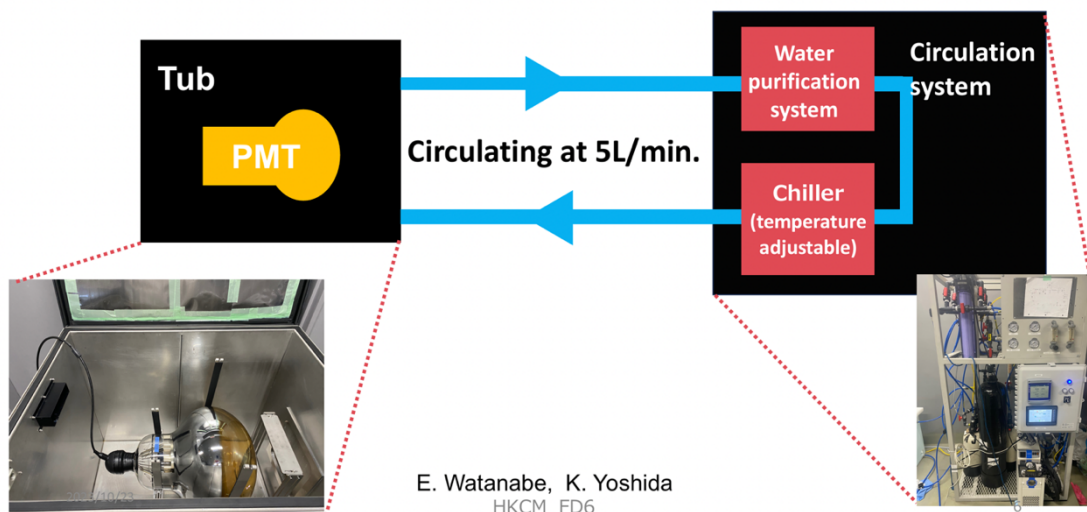 Tub
PMT
Circulating at 5L/min.
Water
purification
system
Circulation
system
Chiller
(temperature
adjustable)
E. Watanabe, K. Yoshida
HKCM FD6
6